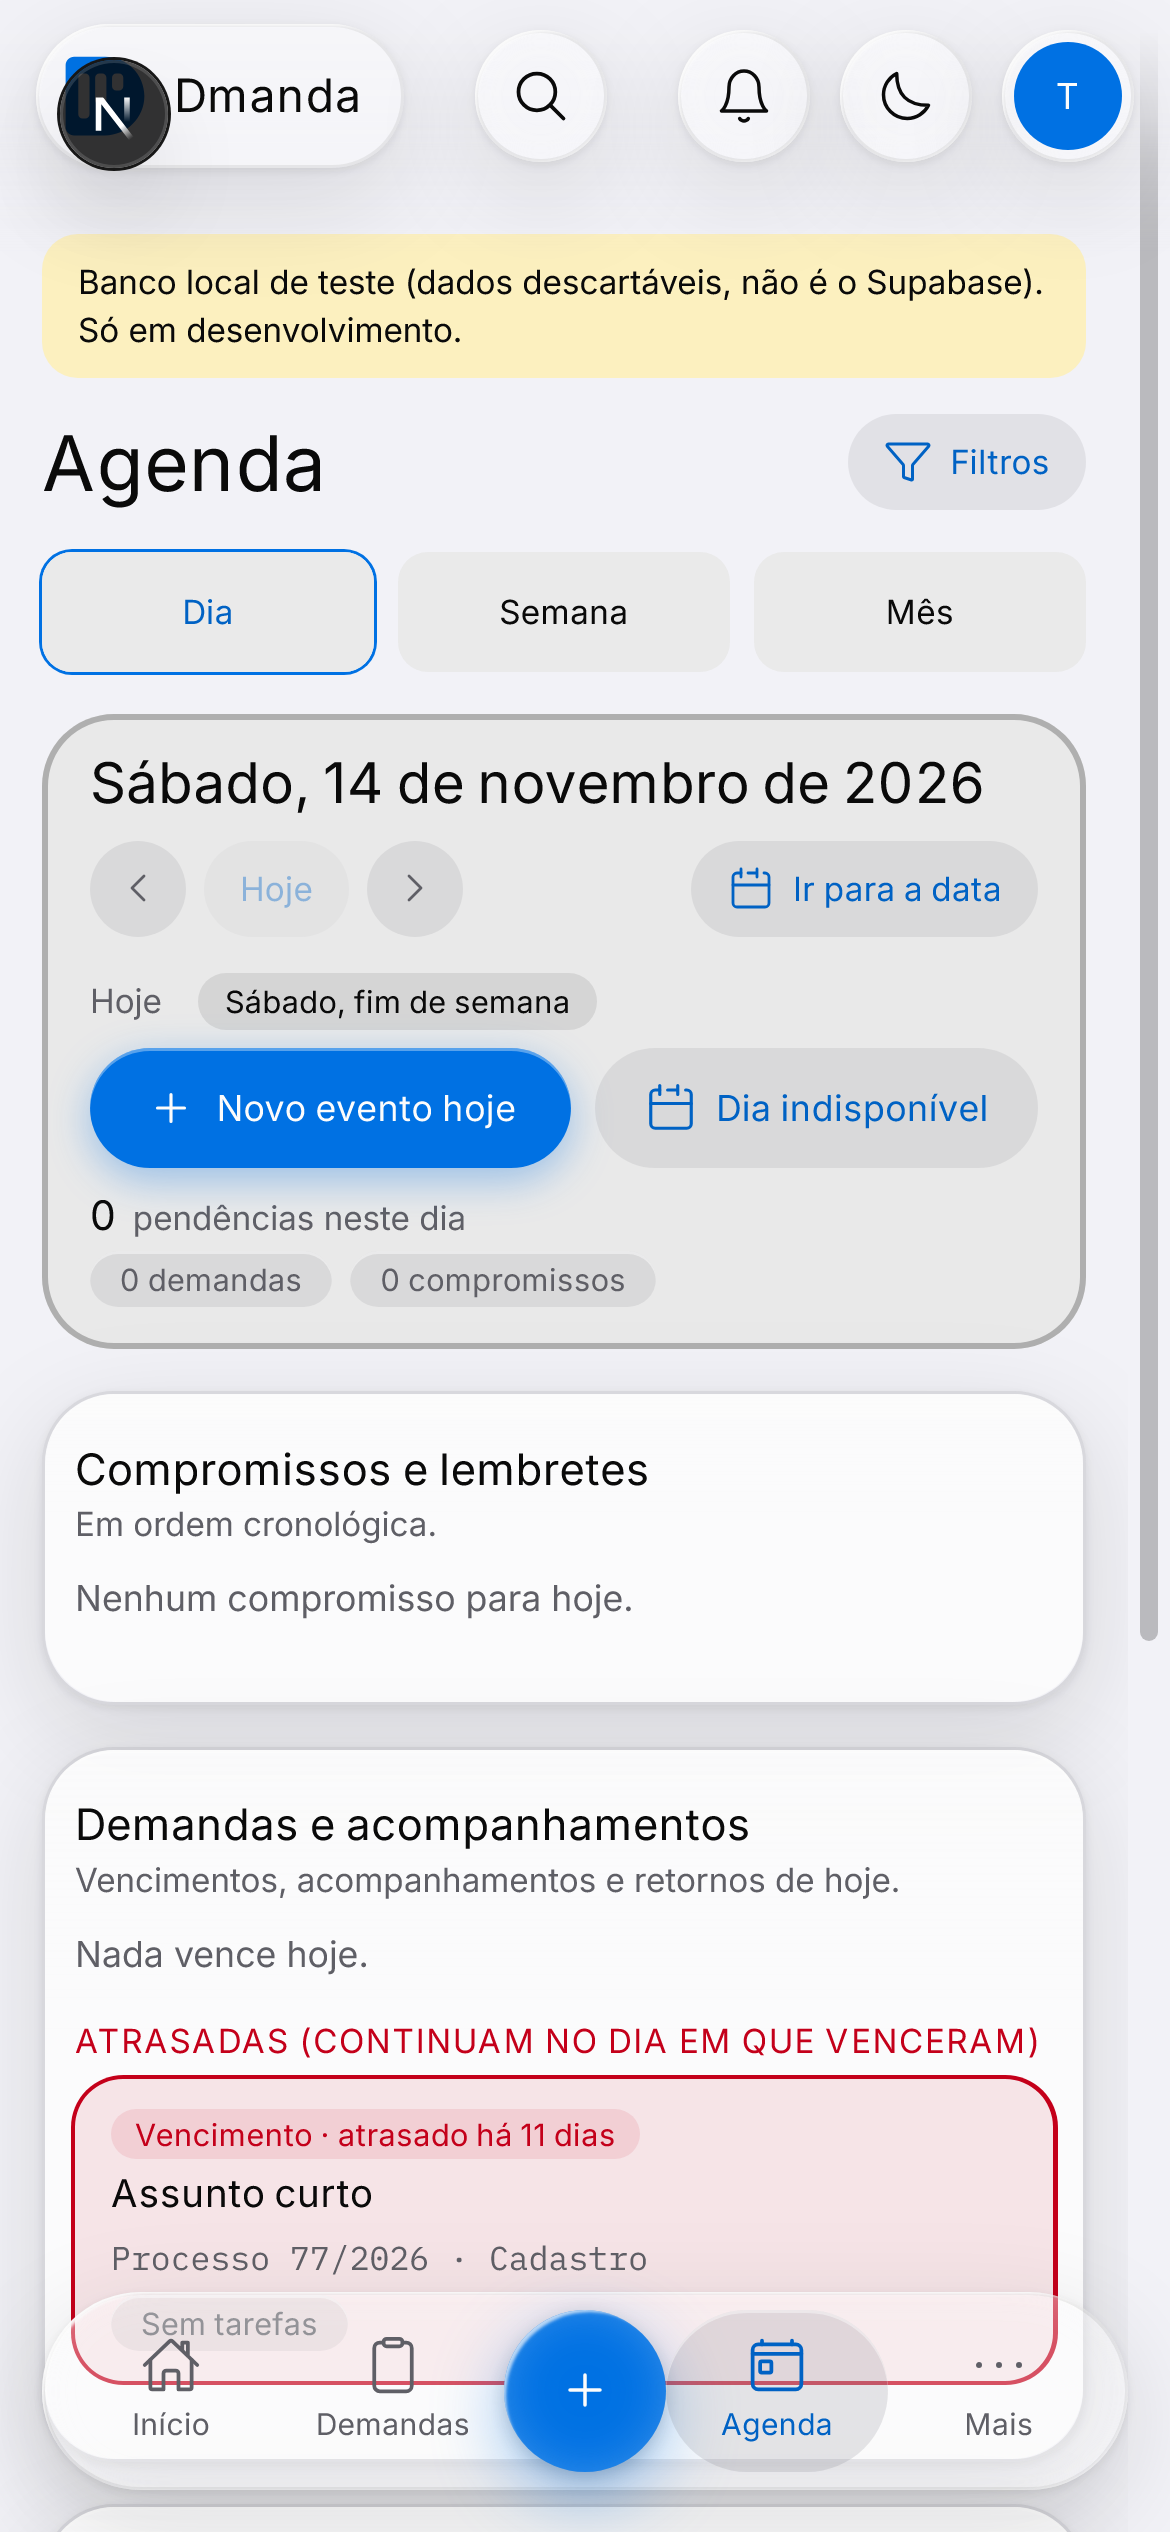 N
Dmanda
T
Banco local de teste (dados descartáveis, não é o Supabase).
Só em desenvolvimento.
Agenda
Filtros
Dia
Semana
Mês
Sábado, 14 de novembro de 2026
Hoje
Ir para a data
Hoje
Sábado, fim de semana
Novo evento hoje
Dia indisponível
0 pendências neste dia
0 demandas
0 compromissos
Compromissos e lembretes
Em ordem cronológica.
Nenhum compromisso para hoje.
Demandas e acompanhamentos
Vencimentos, acompanhamentos e retornos de hoje.
Nada vence hoje.
ATRASADAS (CONTINUAM NO DIA EM QUE VENCERAM)
Vencimento · atrasado há 11 dias
Assunto curto
Processo 77/2026 · Cadastro
Sem tarefas
Início
Demandas
Agenda
Mais